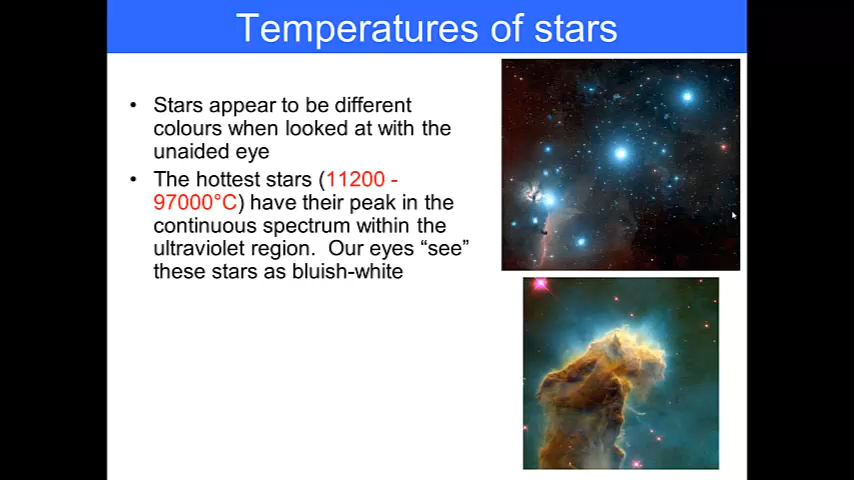 Temperatures of stars
• Stars appear to be different
colours when looked at with the
unaided eye
• The hottest stars (11200 -
97000°C) have their peak in the
continuous spectrum within the
ultraviolet region.  Our eyes “see”
these stars as bluish-white